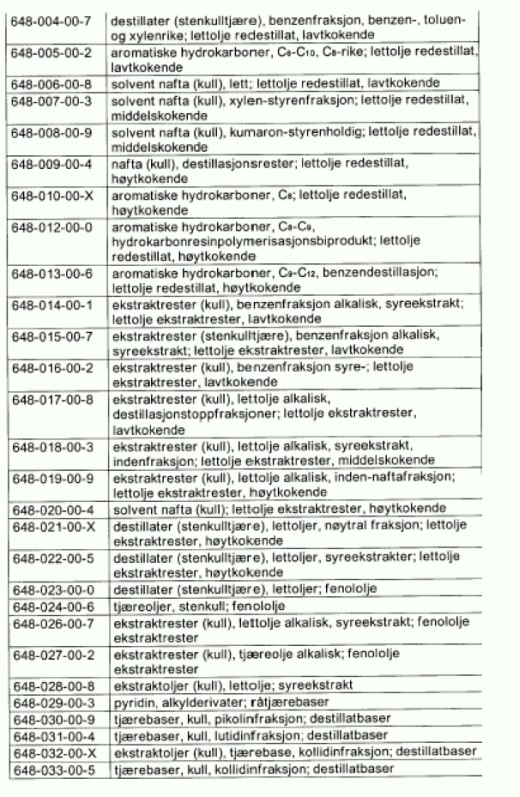 648-004-00-7 destillater (stenkulltjære), benzenfraksjon, benzen-, toluen-
og xylenrike; lettolje redestillat, lavtkokende
648-005-00-2 aromatiske hydrokarboner, C₆-C₁₀, C₈-rike; lettolje redestillat,
lavtkokende
648-006-00-8 solvent nafta (kull), lett; lettolje redestillat, lavtkokende
648-007-00-3 solvent nafta (kull), xylen-styrenfraksjon; lettolje redestillat,
middelskokende
648-008-00-9 solvent nafta (kull), kumaron-styrenholdig; lettolje redestillat,
middelskokende
648-009-00-4 nafta (kull), destillasjonsrester; lettolje redestillat,
høytkokende
648-010-00-X aromatiske hydrokarboner, C₈; lettolje redestillat,
høytkokende
648-012-00-0 aromatiske hydrokarboner, C₈-C₉,
hydrokarbonresinpolymerisasjonsbiprodukt; lettolje
redestillat, høytkokende
648-013-00-6 aromatiske hydrokarboner, C₉-C₁₂, benzendestillasjon;
lettolje redestillat, høytkokende
648-014-00-1 ekstraktrester (kull), benzenfraksjon alkalisk, syreekstrakt;
lettolje ekstraktrester, lavtkokende
648-015-00-7 ekstraktrester (stenkulltjære), benzenfraksjon alkalisk,
syreekstrakt; lettolje ekstraktrester, lavtkokende
648-016-00-2 ekstraktrester (kull), benzenfraksjon syre-; lettolje
ekstraktrester, lavtkokende
648-017-00-8 ekstraktrester (kull), lettolje alkalisk,
destillasjonstoppfraksjoner; lettolje ekstraktrester,
lavtkokende
648-018-00-3 ekstraktrester (kull), lettolje alkalisk, syreekstrakt,
indenfraksjon; lettolje ekstraktrester, middelskokende
648-019-00-9 ekstraktrester (kull), lettolje alkalisk, inden-naftafraksjon;
lettolje ekstraktrester, høytkokende
648-020-00-4 solvent nafta (kull); lettolje ekstraktrester, høytkokende
648-021-00-X destillater (stenkulltjære), lettoljer, nøytral fraksjon; lettolje
ekstraktrester, høytkokende
648-022-00-5 destillater (stenkulltjære), lettoljer, syreekstrakter; lettolje
ekstraktrester, høytkokende
648-023-00-0 destillater (stenkulltjære), lettoljer; fenololje
648-024-00-6 tjæreoljer, stenkull; fenololje
648-026-00-7 ekstraktrester (kull), lettolje alkalisk, syreekstrakt; fenololje
ekstraktrester
648-027-00-2 ekstraktrester (kull), tjæreolje alkalisk; fenololje
ekstraktrester
648-028-00-8 ekstraktoljer (kull), lettolje; syreekstrakt
648-029-00-3 pyridin, alkylderivater; råtjærebaser
648-030-00-9 tjærebaser, kull, pikolinfraksjon; destillatbaser
648-031-00-4 tjærebaser, kull, lutidinfraksjon; destillatbaser
648-032-00-X ekstraktoljer (kull), tjærebase, kollidinfraksjon; destillatbaser
648-033-00-5 tjærebaser, kull, kollidinfraksjon; destillatbaser